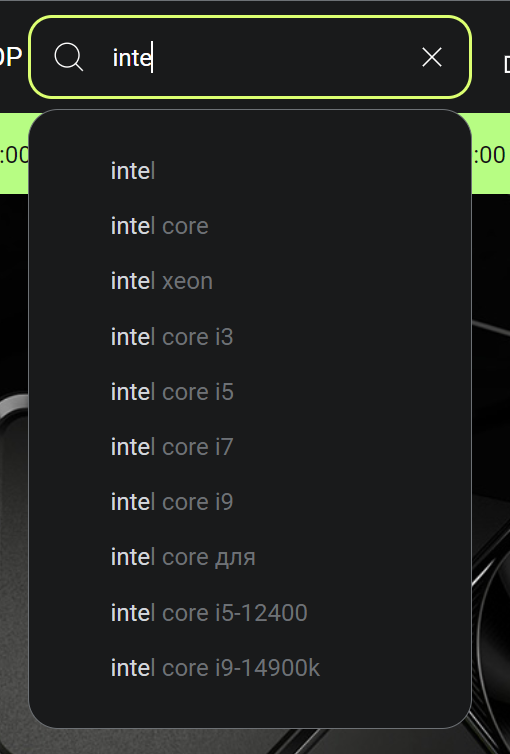 OP
inte
:00
:00
intel
intel core
intel xeon
intel core i3
intel core i5
intel core i7
intel core i9
intel core для
intel core i5-12400
intel core i9-14900k